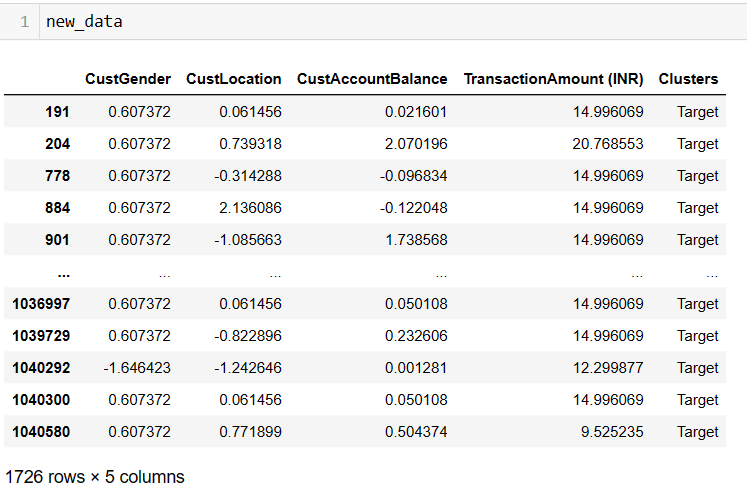 1 new_data
CustGender CustLocation CustAccountBalance TransactionAmount (INR) Clusters
191 0.607372 0.061456 0.021601 14.996069 Target
204 0.607372 0.739318 2.070196 20.768553 Target
778 0.607372 -0.314288 -0.096834 14.996069 Target
884 0.607372 2.136086 -0.122048 14.996069 Target
901 0.607372 -1.085663 1.738568 14.996069 Target
... ... ... ... ... ...
1036997 0.607372 0.061456 0.050108 14.996069 Target
1039729 0.607372 -0.822896 0.232606 14.996069 Target
1040292 -1.646423 -1.242646 0.001281 12.299877 Target
1040300 0.607372 0.061456 0.050108 14.996069 Target
1040580 0.607372 0.771899 0.504374 9.525235 Target
1726 rows × 5 columns